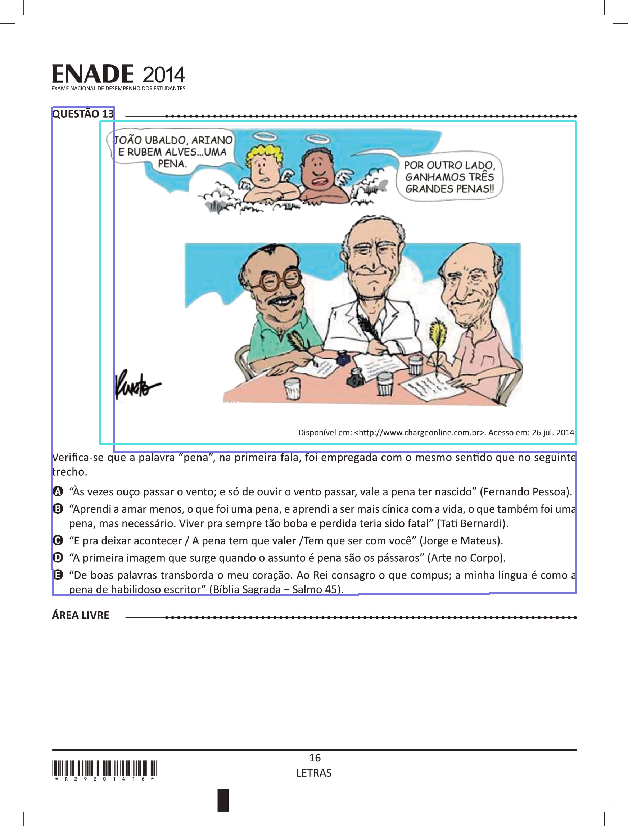 ENADE 2014
EXAME NACIONAL DE DESEMPENHO DOS ESTUDANTES
QUESTÃO 13
JOÃO UBALDO, ARIANO
E RUBEM ALVES...UMA
PENA.
POR OUTRO LADO,
GANHAMOS TRÊS
GRANDES PENAS!!
Disponível em: <http://www.chargeonline.com.br>. Acesso em: 26 jul. 2014
Verifica-se que a palavra “pena”, na primeira fala, foi empregada com o mesmo sentido que no seguinte
trecho.
A “Às vezes ouço passar o vento; e só de ouvir o vento passar, vale a pena ter nascido” (Fernando Pessoa).
B “Aprendi a amar menos, o que foi uma pena, e aprendi a ser mais cínica com a vida, o que também foi uma
pena, mas necessário. Viver pra sempre tão boba e perdida teria sido fatal” (Tati Bernardi).
C “E pra deixar acontecer / A pena tem que valer /Tem que ser com você” (Jorge e Mateus).
D “A primeira imagem que surge quando o assunto é pena são os pássaros” (Arte no Corpo).
E “De boas palavras transborda o meu coração. Ao Rei consagro o que compus; a minha língua é como a
pena de habilidoso escritor” (Bíblia Sagrada – Salmo 45).
ÁREA LIVRE
16
LETRAS
*R29201416*